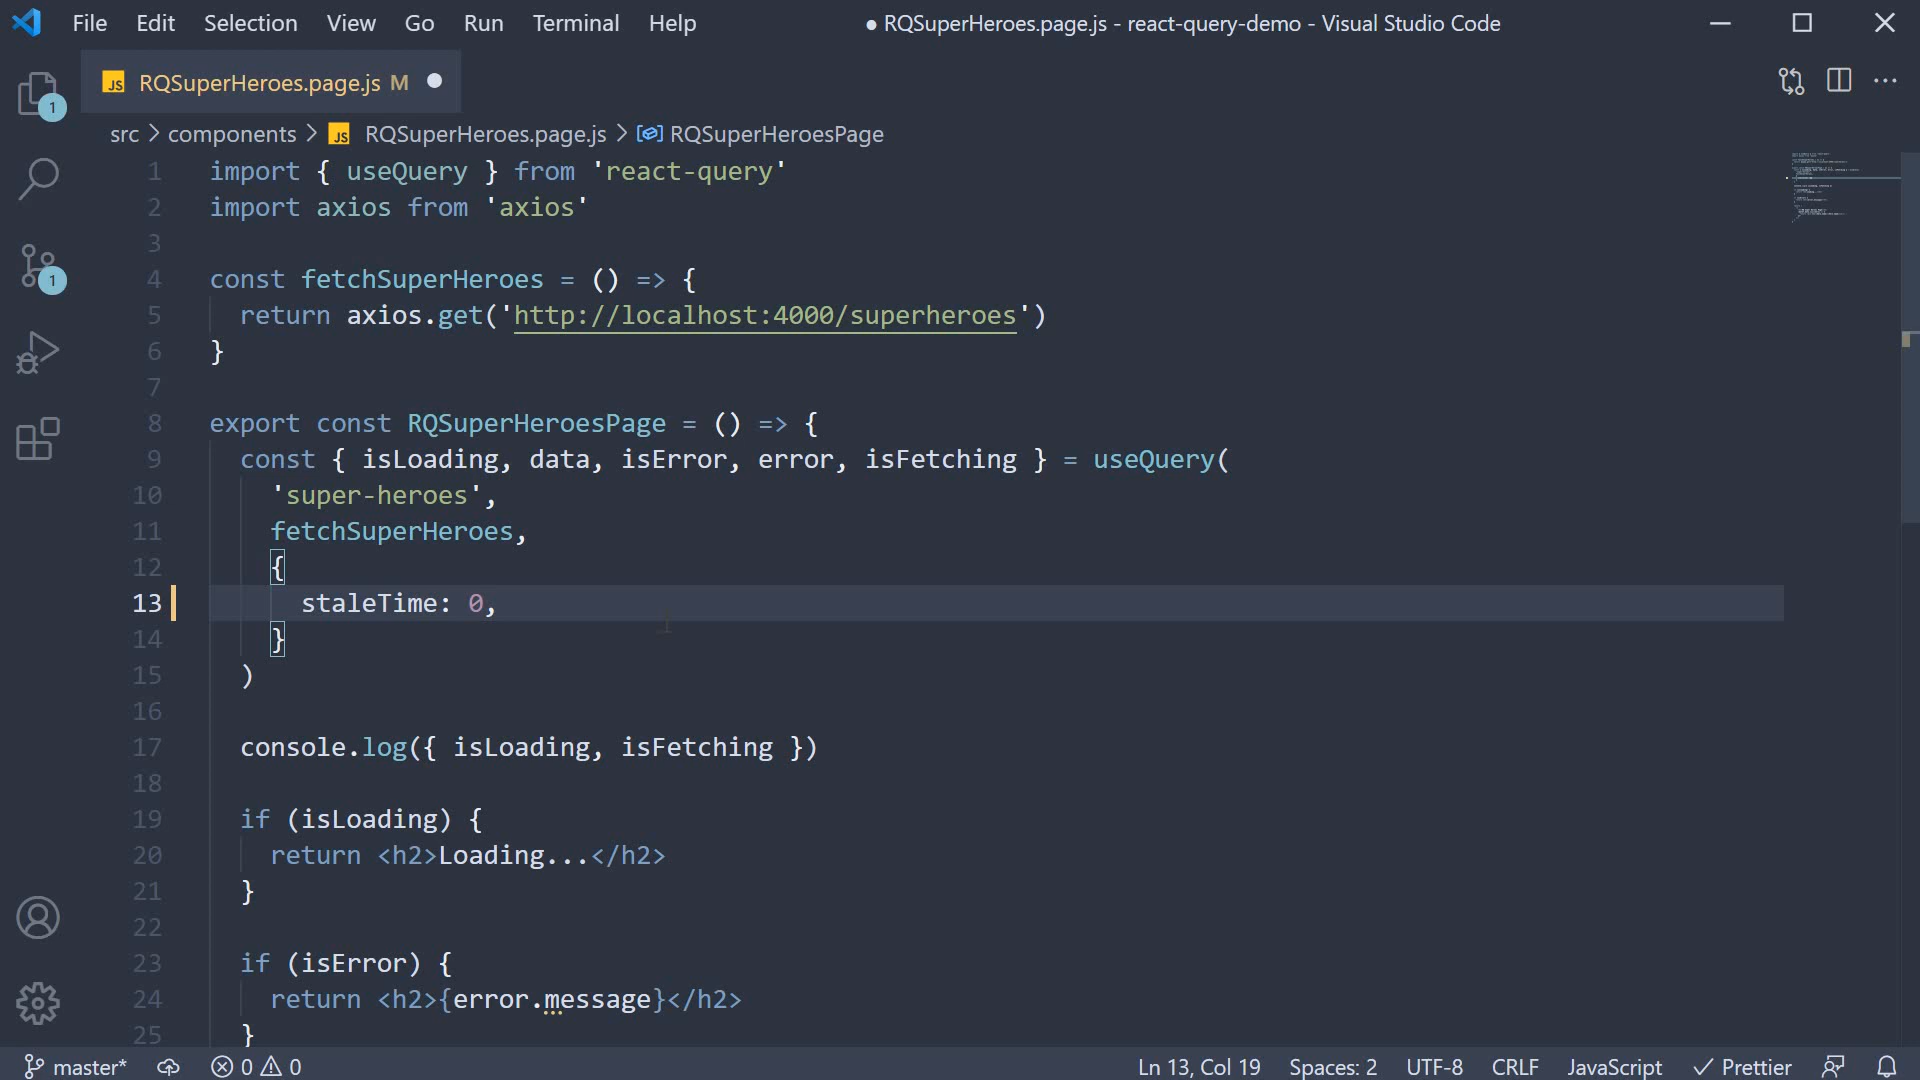 File Edit Selection View Go Run Terminal Help ● RQSuperHeroes.page.js - react-query-demo - Visual Studio Code
JS RQSuperHeroes.page.js M
src > components > JS RQSuperHeroes.page.js > RQSuperHeroesPage
1 import { useQuery } from 'react-query'
2 import axios from 'axios'
3
4 const fetchSuperHeroes = () => {
5   return axios.get('http://localhost:4000/superheroes')
6 }
7
8 export const RQSuperHeroesPage = () => {
9   const { isLoading, data, isError, error, isFetching } = useQuery(
10     'super-heroes',
11     fetchSuperHeroes,
12     {
13       staleTime: 0,
14     }
15   )
16
17   console.log({ isLoading, isFetching })
18
19   if (isLoading) {
20     return <h2>Loading...</h2>
21   }
22
23   if (isError) {
24     return <h2>{error.message}</h2>
25   }
1
1
master* 0 0 Ln 13, Col 19 Spaces: 2 UTF-8 CRLF JavaScript ✓ Prettier